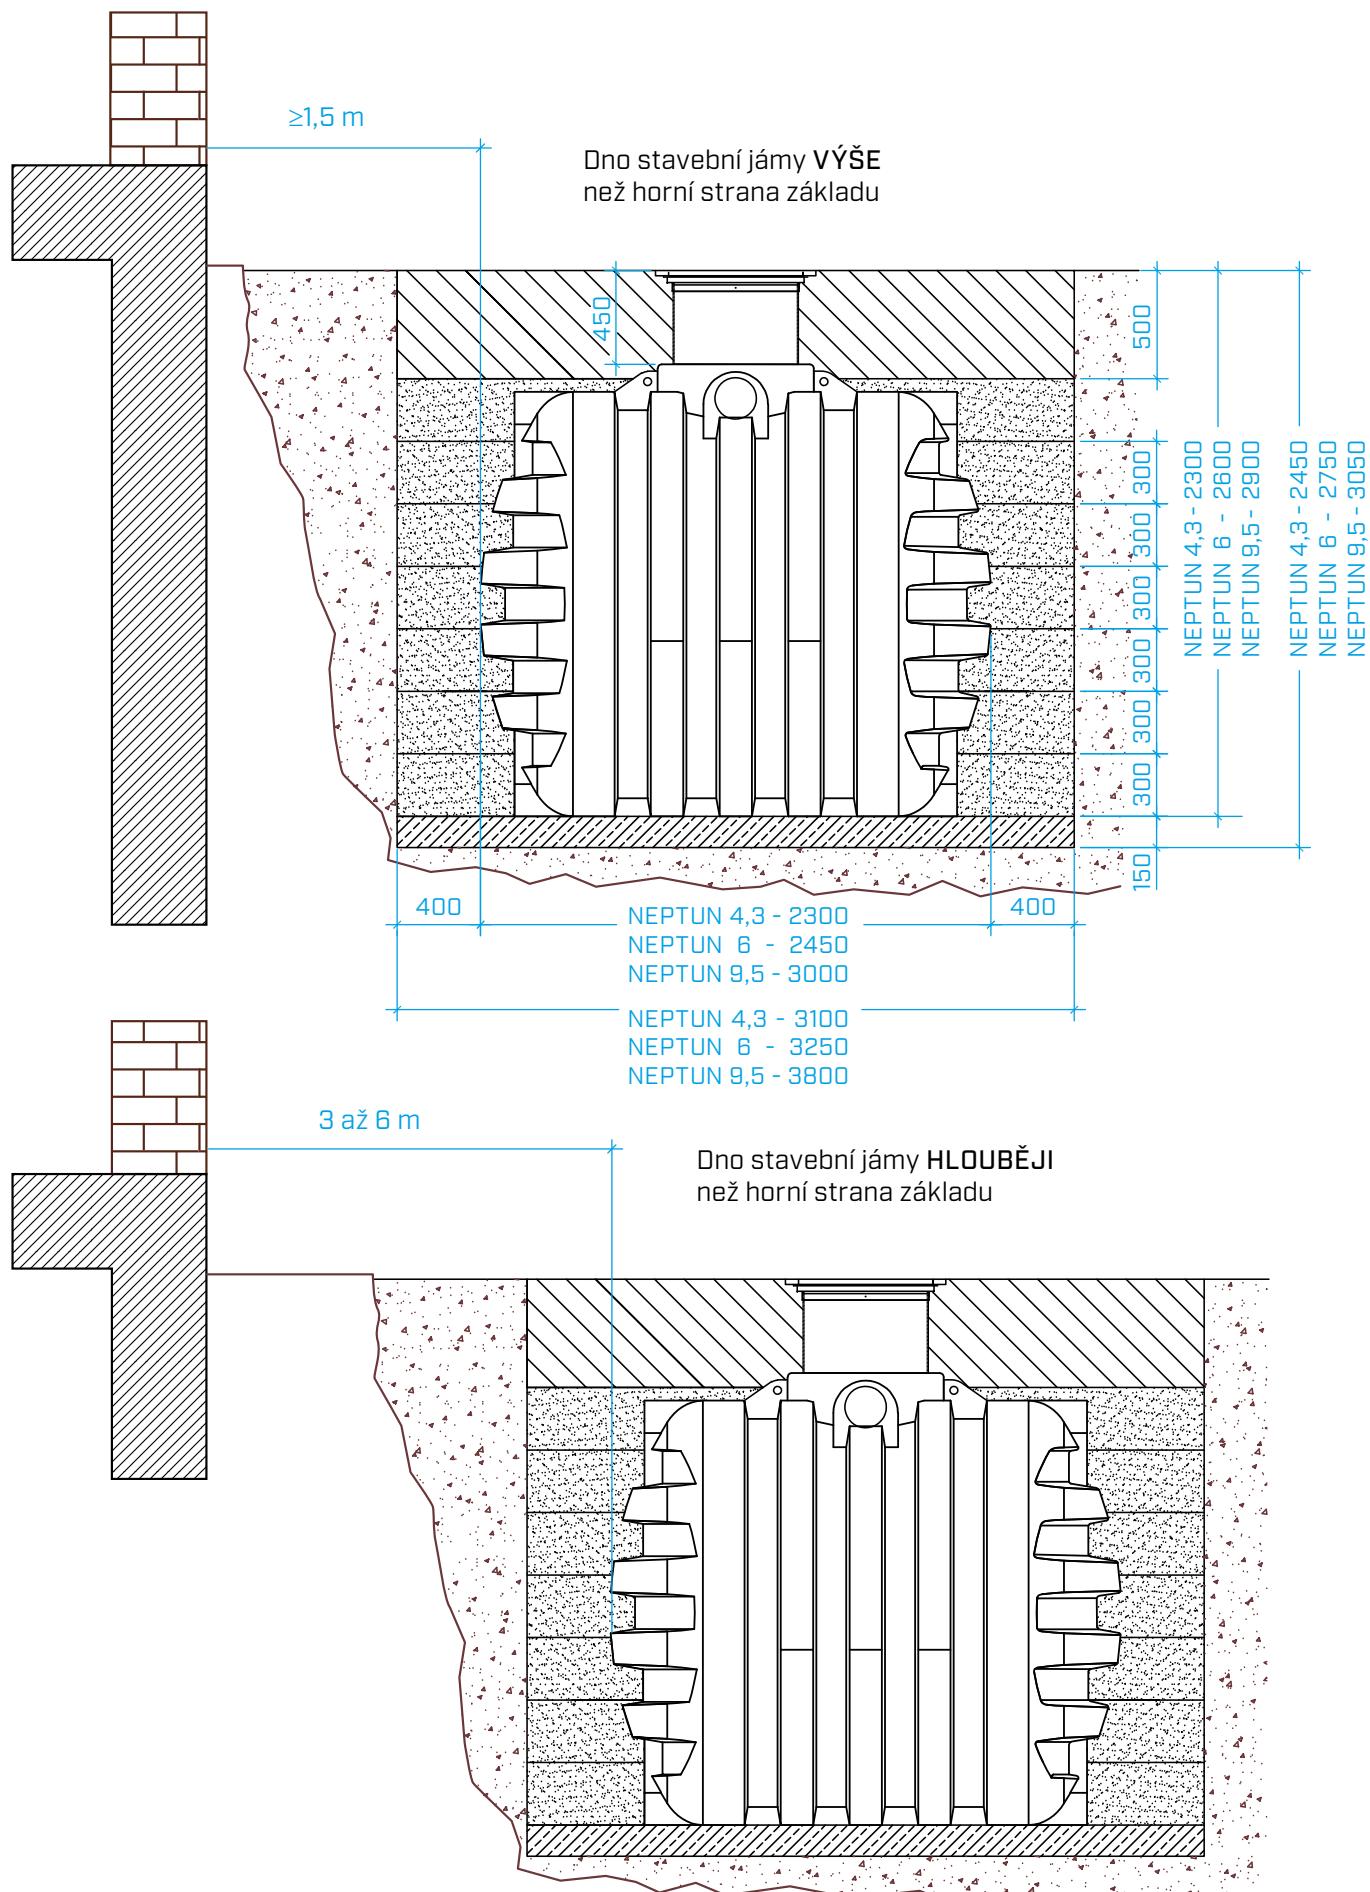 ≥1,5 m
Dno stavební jámy VÝŠE
než horní strana základu
450
500
300
300
300
300
300
300
150
NEPTUN 4,3 - 2300
NEPTUN 6 - 2600
NEPTUN 9,5 - 2900
NEPTUN 4,3 - 2450
NEPTUN 6 - 2750
NEPTUN 9,5 - 3050
400
NEPTUN 4,3 - 2300
NEPTUN 6 - 2450
NEPTUN 9,5 - 3000
400
NEPTUN 4,3 - 3100
NEPTUN 6 - 3250
NEPTUN 9,5 - 3800
3 až 6 m
Dno stavební jámy HLOUBĚJI
než horní strana základu